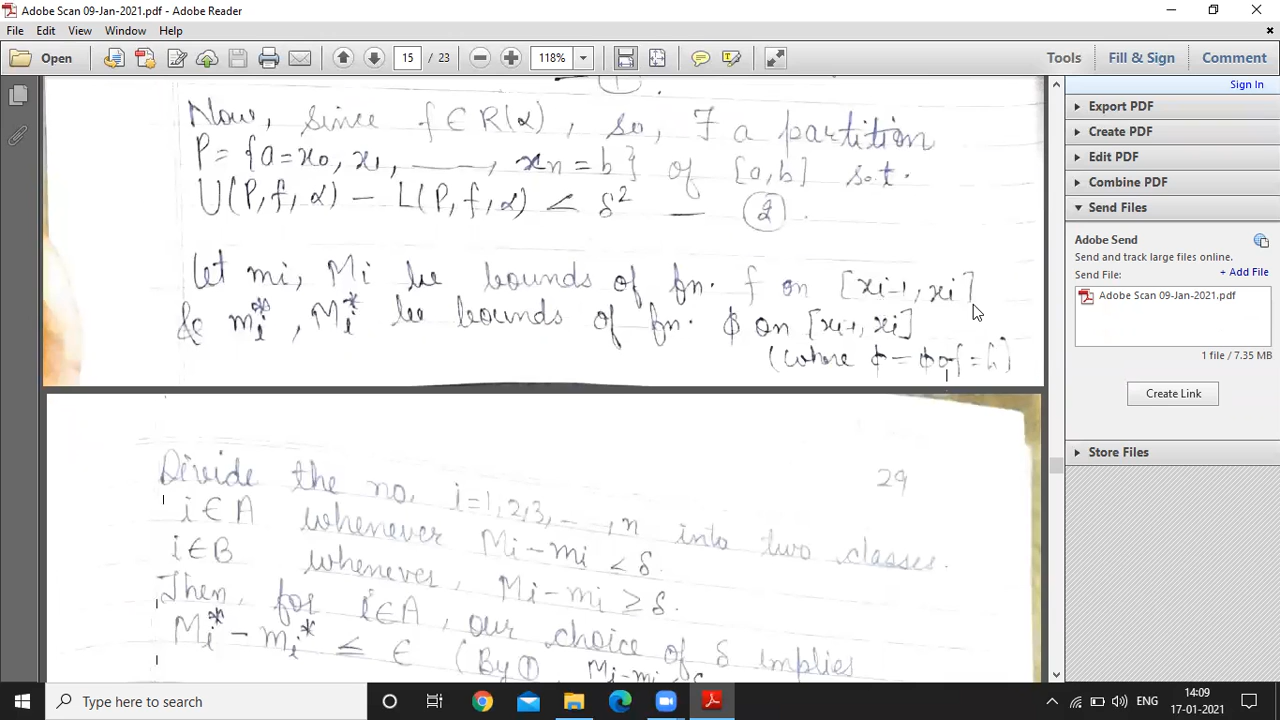 Adobe Scan 09-Jan-2021.pdf - Adobe Reader
File Edit View Window Help
Open 15 / 23 118% Tools Fill & Sign Comment
1
Now, since f ∈ R(α), so, ∃ a partition
P = {a = x0, x1, ——, xn = b} of [a,b] s.t.
U(P,f,α) - L(P,f,α) < δ² — 2.
Let mi, Mi be bounds of fn. f on [xi-1, xi]
& mi*, Mi* be bounds of fn. ϕ on [xi-1, xi]
(where ϕ = ϕof = h)
29
Divide the no. i=1,2,3,---,n into two classes.
i∈A whenever Mi - mi < δ.
i∈B whenever, Mi - mi ≥ δ.
Then, for i∈A, our choice of δ implies
Mi* - mi* ≤ ϵ (By 1
Mi-mi<δ
Sign In
Export PDF
Create PDF
Edit PDF
Combine PDF
Send Files
Adobe Send
Send and track large files online.
Send File: + Add File
Adobe Scan 09-Jan-2021.pdf
1 file / 7.35 MB
Create Link
Store Files
Type here to search
ENG
14:09
17-01-2021